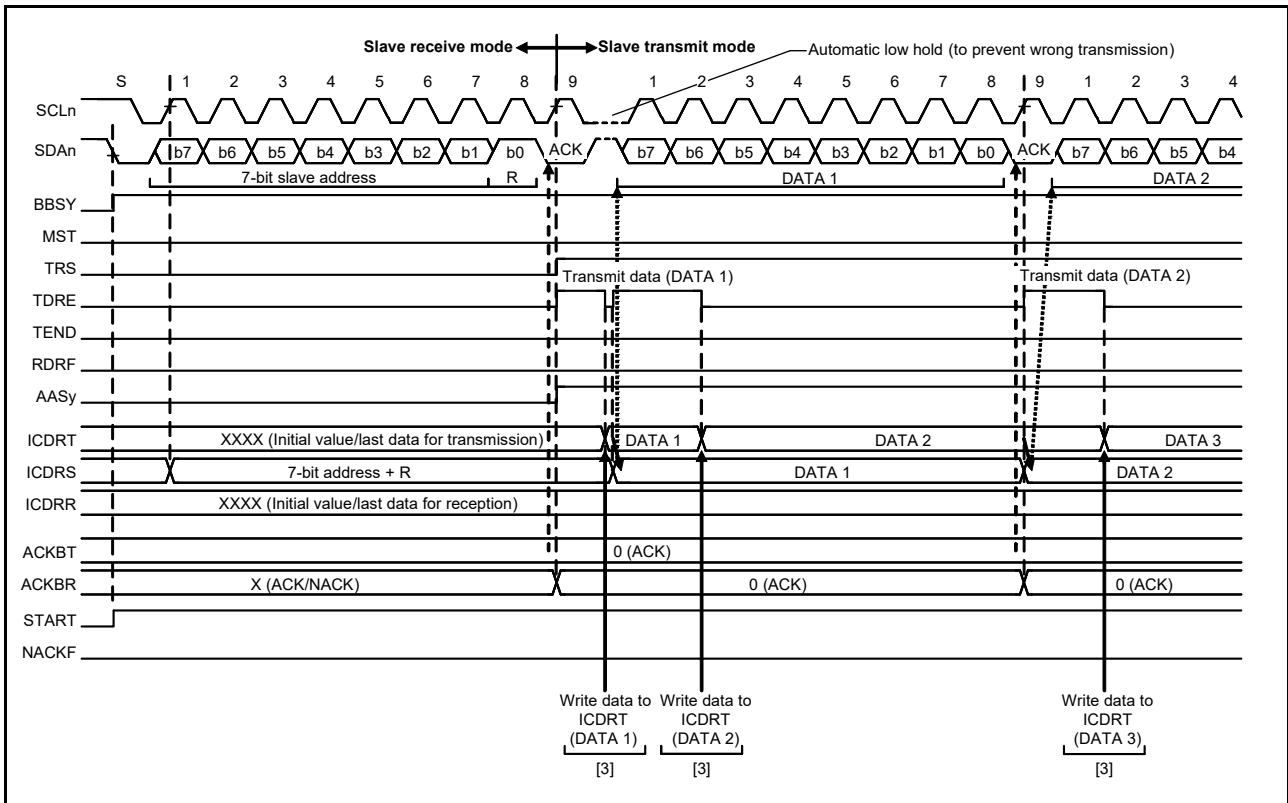 Slave receive mode Slave transmit mode
Automatic low hold (to prevent wrong transmission)
S 1 2 3 4 5 6 7 8 9 1 2 3 4 5 6 7 8 9 1 2 3 4
SCLn
SDAn b7 b6 b5 b4 b3 b2 b1 b0 ACK b7 b6 b5 b4 b3 b2 b1 b0 ACK b7 b6 b5 b4
7-bit slave address R DATA 1 DATA 2
BBSY
MST
TRS
Transmit data (DATA 1) Transmit data (DATA 2)
TDRE
TEND
RDRF
AASy
ICDRT XXXX (Initial value/last data for transmission) DATA 1 DATA 2 DATA 3
ICDRS 7-bit address + R DATA 1 DATA 2
ICDRR XXXX (Initial value/last data for reception)
ACKBT 0 (ACK)
ACKBR X (ACK/NACK) 0 (ACK) 0 (ACK)
START
NACKF
Write data to
ICDRT
(DATA 1)
[3]
Write data to
ICDRT
(DATA 2)
[3]
Write data to
ICDRT
(DATA 3)
[3]